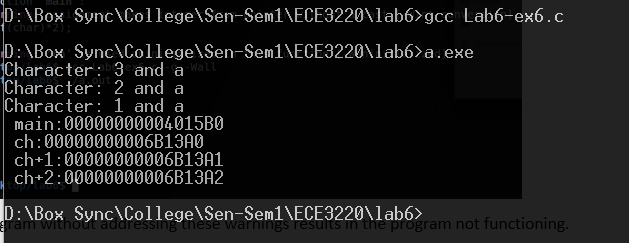 D:\Box Sync\College\Sen-Sem1\ECE3220\lab6>gcc Lab6-ex6.c
D:\Box Sync\College\Sen-Sem1\ECE3220\lab6>a.exe
Character: 3 and a
Character: 2 and a
Character: 1 and a
main:00000000004015B0
ch:00000000006B13A0
ch+1:00000000006B13A1
ch+2:00000000006B13A2
D:\Box Sync\College\Sen-Sem1\ECE3220\lab6>
gram without addressing these warnings results in the program not functioning.